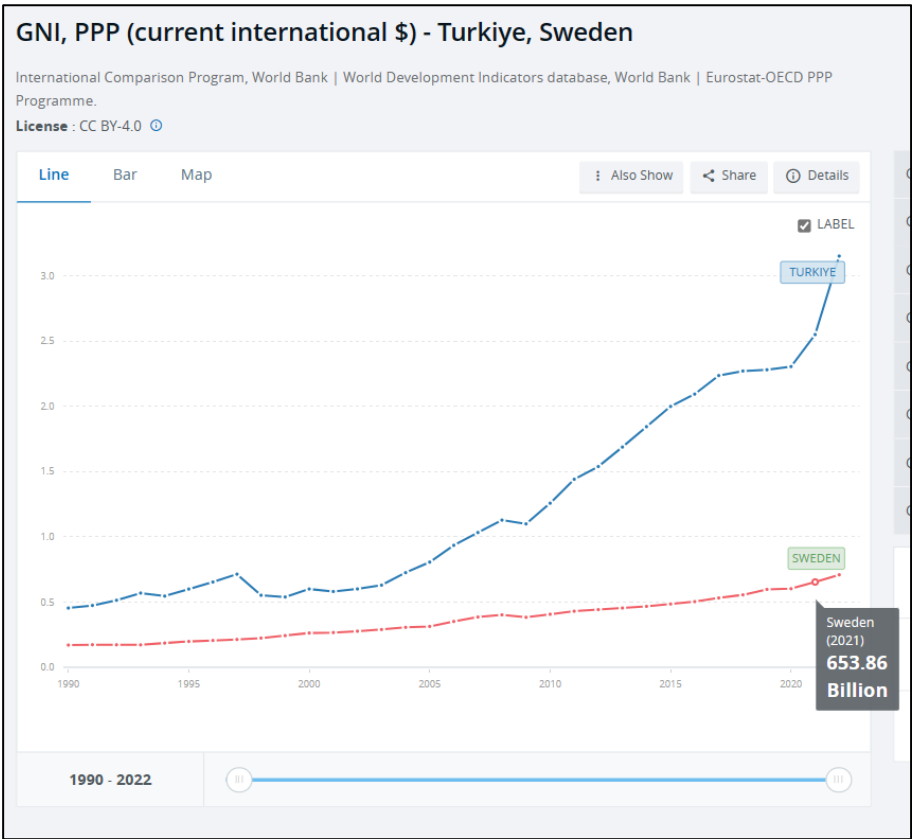 GNI, PPP (current international $) - Turkiye, Sweden
International Comparison Program, World Bank | World Development Indicators database, World Bank | Eurostat-OECD PPP
Programme.
License : CC BY-4.0
Line Bar Map Also Show Share Details
LABEL
TURKIYE
3.0
2.5
2.0
1.5
1.0
SWEDEN
0.5
Sweden
(2021)
653.86
Billion
0.0
1990 1995 2000 2005 2010 2015 2020
1990 - 2022